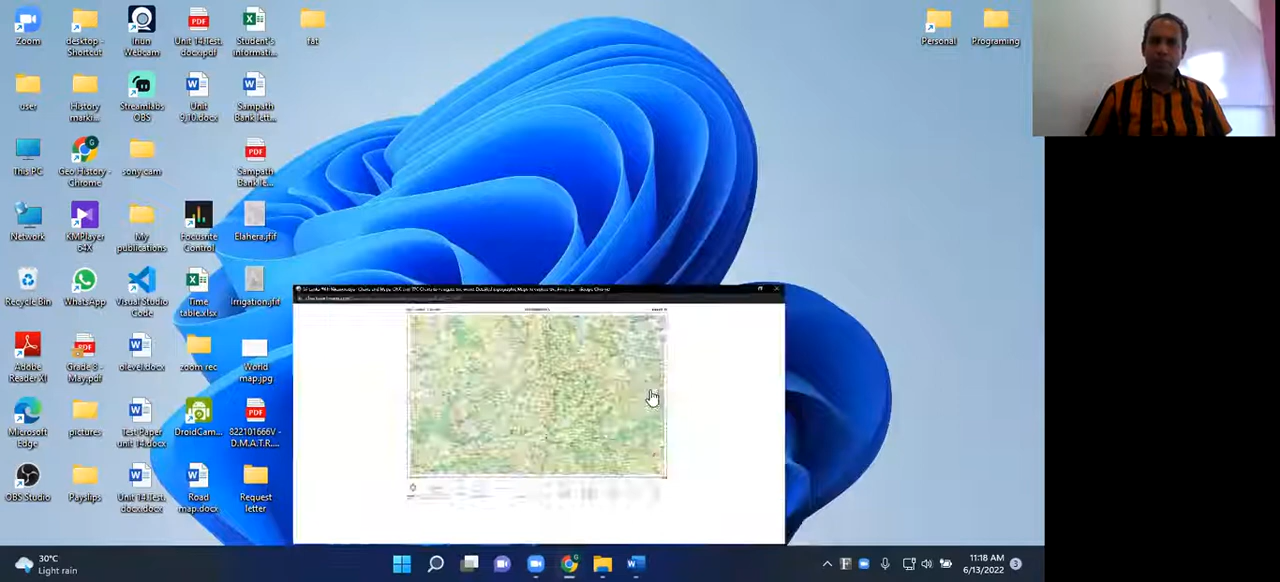 Zoom
desktop -
Shortcut
Iriun
Webcam
Unit 14.Test.
docx.pdf
Student's
informati...
fat
Personal
Programing
user
History
marki...
Streamlabs
OBS
Unit
9,10.docx
Sampath
Bank lett...
This PC
Geo History -
Chrome
sony cam
Sampath
Bank le...
Network
KMPlayer
64X
My
publications
Focusrite
Control
Elahera.jfif
Recycle Bin
WhatsApp
Visual Studio
Code
Time
table.xlsx
Irrigation.jfif
Adobe
Reader XI
Grade 8 -
May.pdf
olevel.docx
zoom rec
World
map.jpg
Microsoft
Edge
pictures
Test Paper
unit 14.docx
DroidCam...
822101666V -
D.M.A.T.R....
OBS Studio
Payslips
Unit 14.Test.
docx.docx
Road
map.docx
Request
letter
30°C
Light rain
11:18 AM
6/13/2022
3